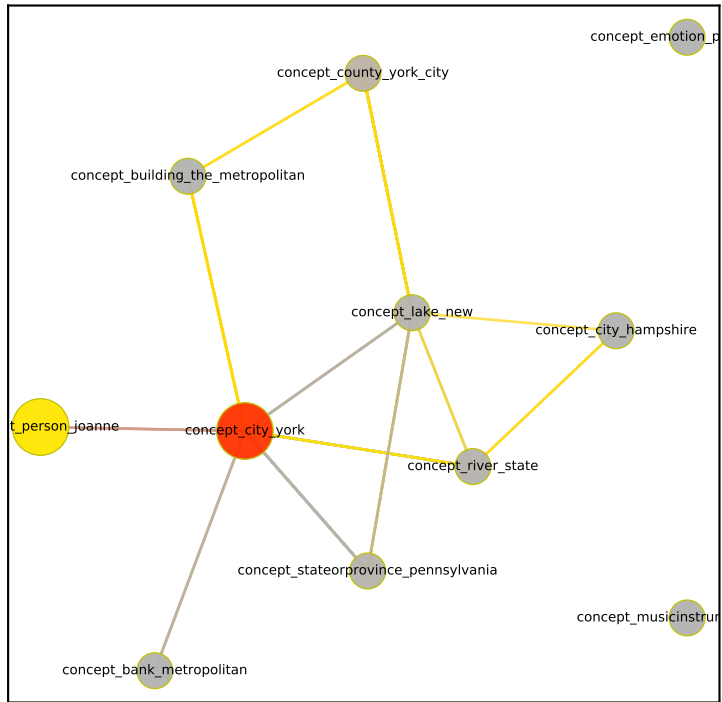 concept_emotion_p
concept_county_york_city
concept_building_the_metropolitan
concept_lake_new
concept_city_hampshire
t_person_joanne
concept_city_york
concept_river_state
concept_stateorprovince_pennsylvania
concept_musicinstrur
concept_bank_metropolitan